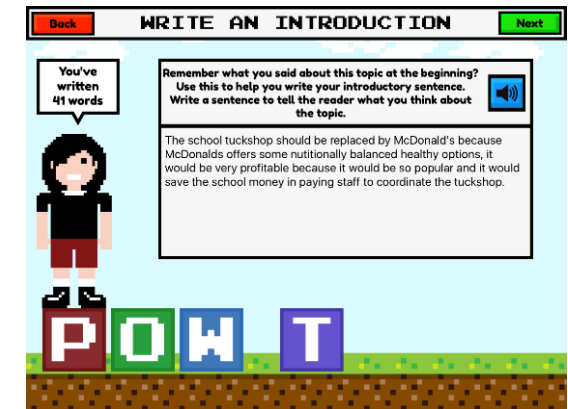 Back
WRITE AN INTRODUCTION
Next
You've
written
41 words
Remember what you said about this topic at the beginning?
Use this to help you write your introductory sentence.
Write a sentence to tell the reader what you think about
the topic.
The school tuckshop should be replaced by McDonald's because
McDonalds offers some nutitionally balanced healthy options, it
would be very profitable because it would be so popular and it would
save the school money in paying staff to coordinate the tuckshop.
P O W T